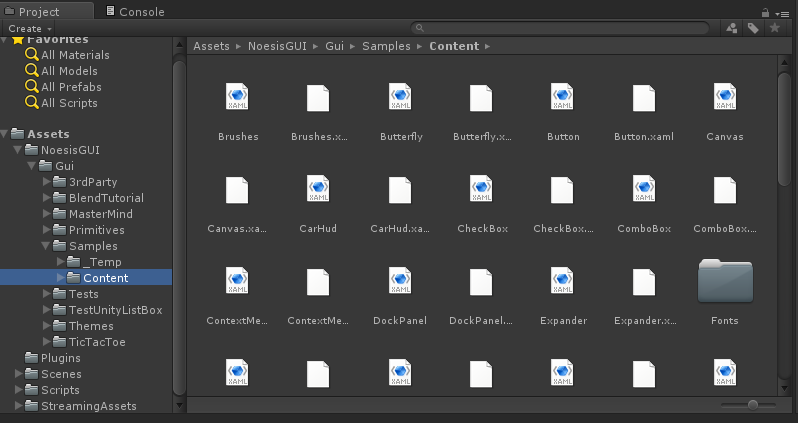 Project
Console
Create
Favorites
All Materials
All Models
All Prefabs
All Scripts
Assets
NoesisGUI
Gui
3rdParty
BlendTutorial
MasterMind
Primitives
Samples
_Temp
Content
Tests
TestUnityListBox
Themes
TicTacToe
Plugins
Scenes
Scripts
StreamingAssets
Assets NoesisGUI Gui Samples Content
XAML XAML XAML XAML
Brushes Brushes.x... Butterfly Butterfly.x... Button Button.xaml Canvas
XAML XAML XAML
Canvas.xa... CarHud CarHud.xa... CheckBox CheckBox.... ComboBox ComboBox....
XAML XAML XAML
ContextMe... ContextMe... DockPanel DockPanel.... Expander Expander.x... Fonts
XAML XAML XAML XAML